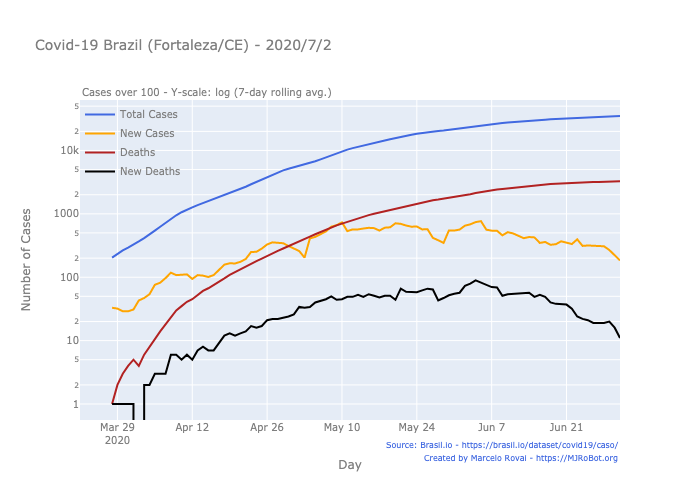 Covid-19 Brazil (Fortaleza/CE) - 2020/7/2
Cases over 100 - Y-scale: log (7-day rolling avg.)
Total Cases
New Cases
Deaths
New Deaths
Number of Cases
5
2
10k
5
2
1000
5
2
100
5
2
10
5
2
1
Mar 29
2020
Apr 12
Apr 26
May 10
May 24
Jun 7
Jun 21
Day
Source: Brasil.io - https://brasil.io/dataset/covid19/caso/
Created by Marcelo Rovai - https://MJRoBot.org